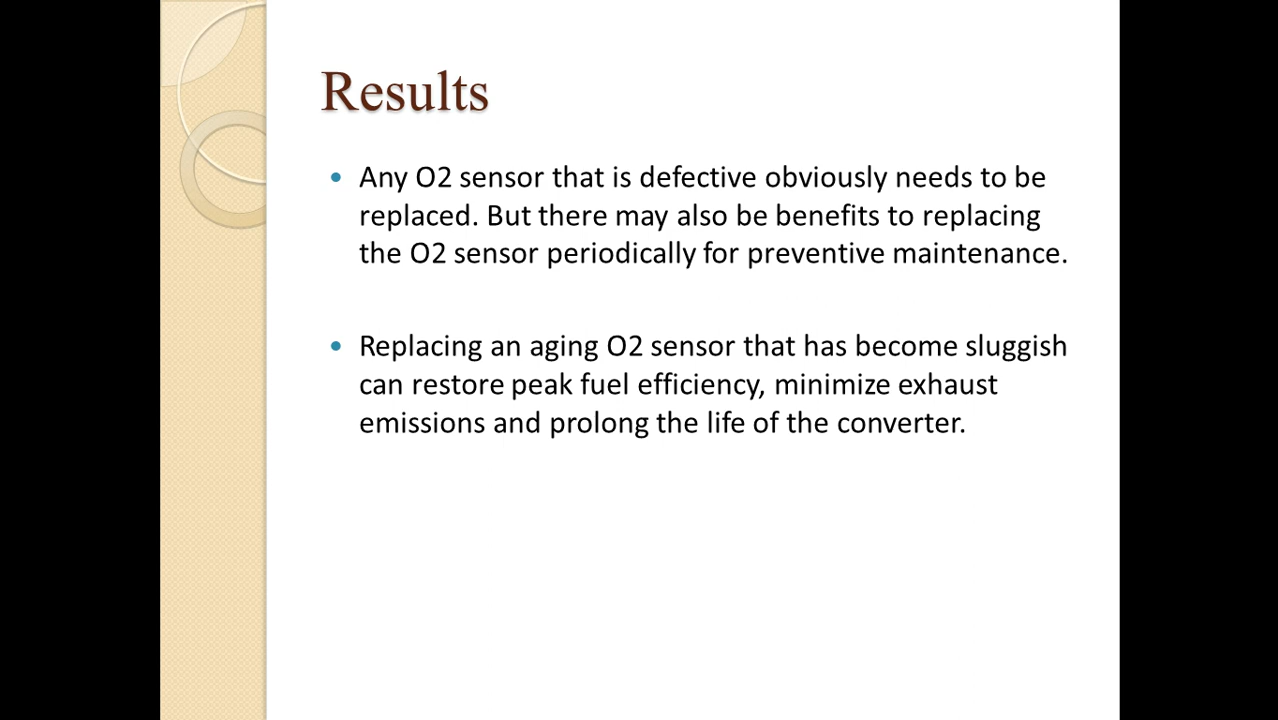 Results
• Any O2 sensor that is defective obviously needs to be
replaced. But there may also be benefits to replacing
the O2 sensor periodically for preventive maintenance.
• Replacing an aging O2 sensor that has become sluggish
can restore peak fuel efficiency, minimize exhaust
emissions and prolong the life of the converter.